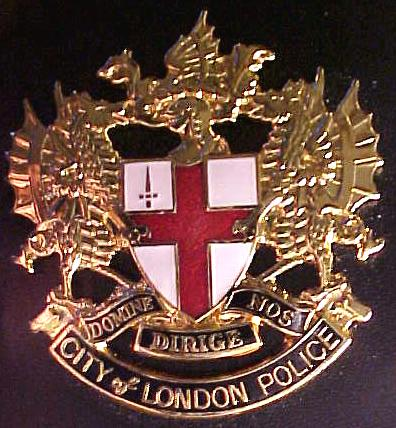 DOMINE DIRIGE NOS
CITY of LONDON POLICE